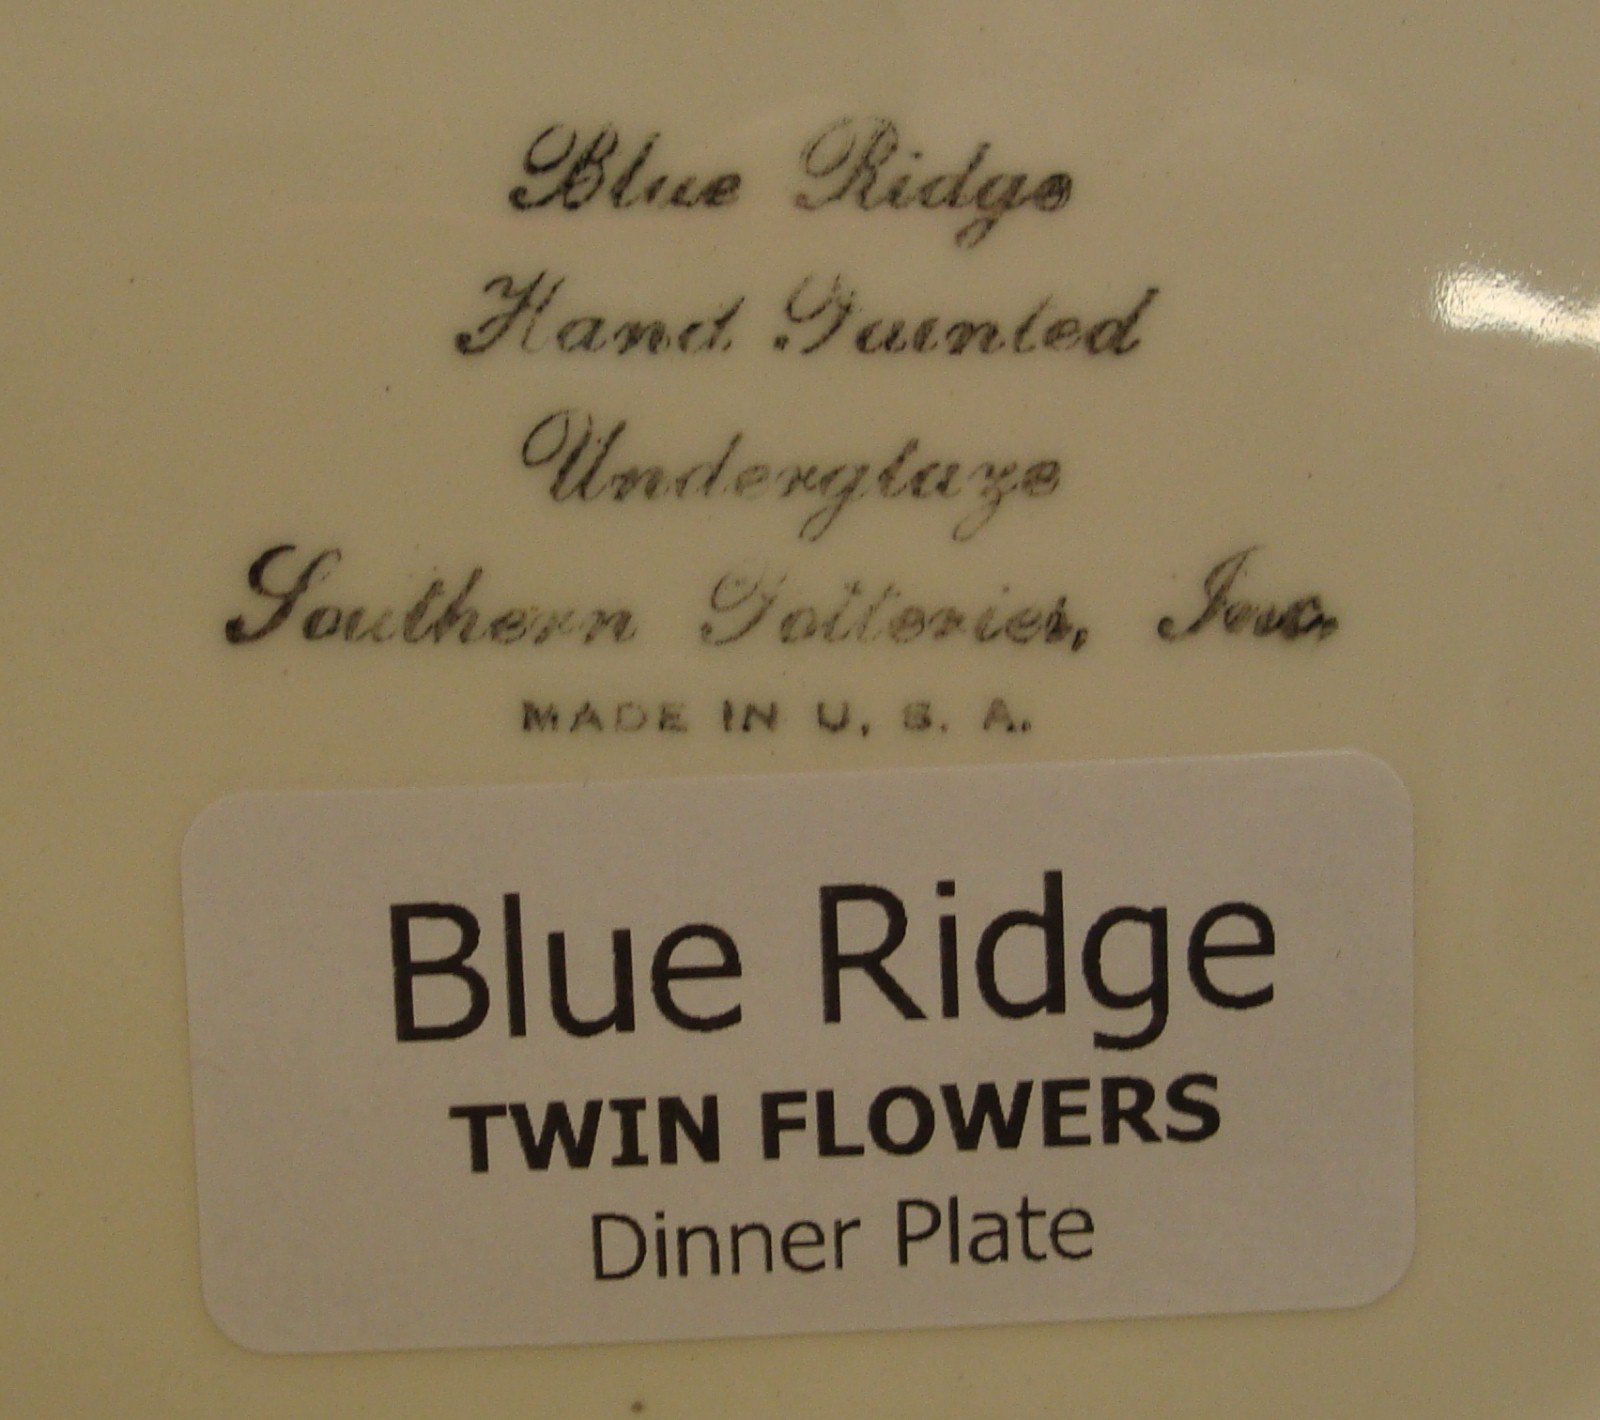 Blue Ridge
Hand Painted
Underglaze
Southern Potteries, Inc.
MADE IN U. S. A.
Blue Ridge
TWIN FLOWERS
Dinner Plate